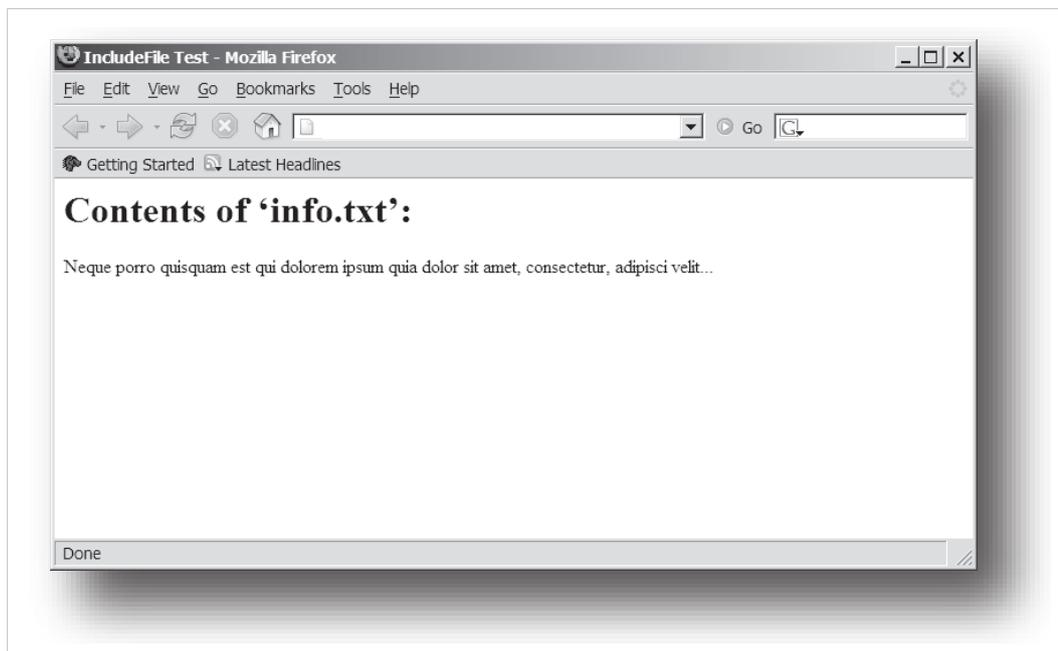 IncludeFile Test - Mozilla Firefox
File Edit View Go Bookmarks Tools Help
Go G
Getting Started Latest Headlines
Contents of ‘info.txt’:
Neque porro quisquam est qui dolorem ipsum quia dolor sit amet, consectetur, adipisci velit...
Done